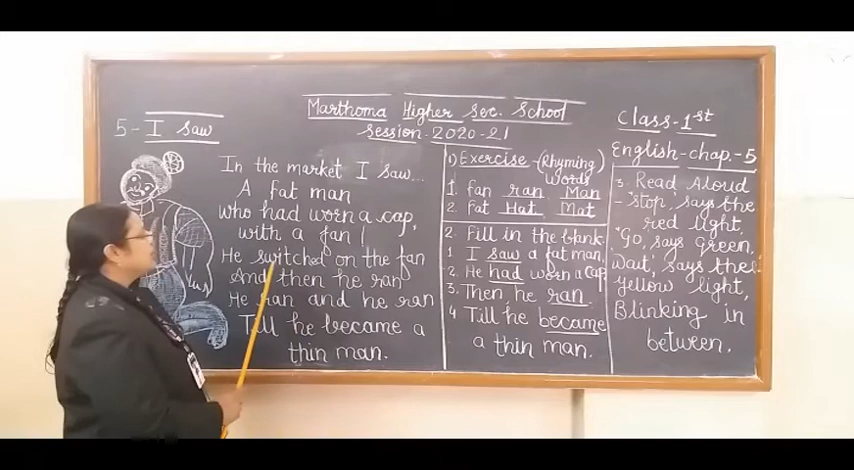 Marthoma Higher Sec. School
Session-2020-21
Class-1st
English-chap-5
5-I saw
In the market I saw...
A fat man
who had worn a cap,
with a fan!
He switched on the fan
And then he ran
He ran and he ran
Till he became a
thin man.
1) Exercise-(Rhyming
words)
1. fan ran Man
2. Fat Hat Mat
2. Fill in the blank
1 I saw a fat man,
2. He had worn a cap
3. Then he ran.
4 Till he became
a thin man.
3. Read Aloud
- 'Stop,' says the
red light,
'Go, says green,
'wait', says the
yellow light,
Blinking in
between.